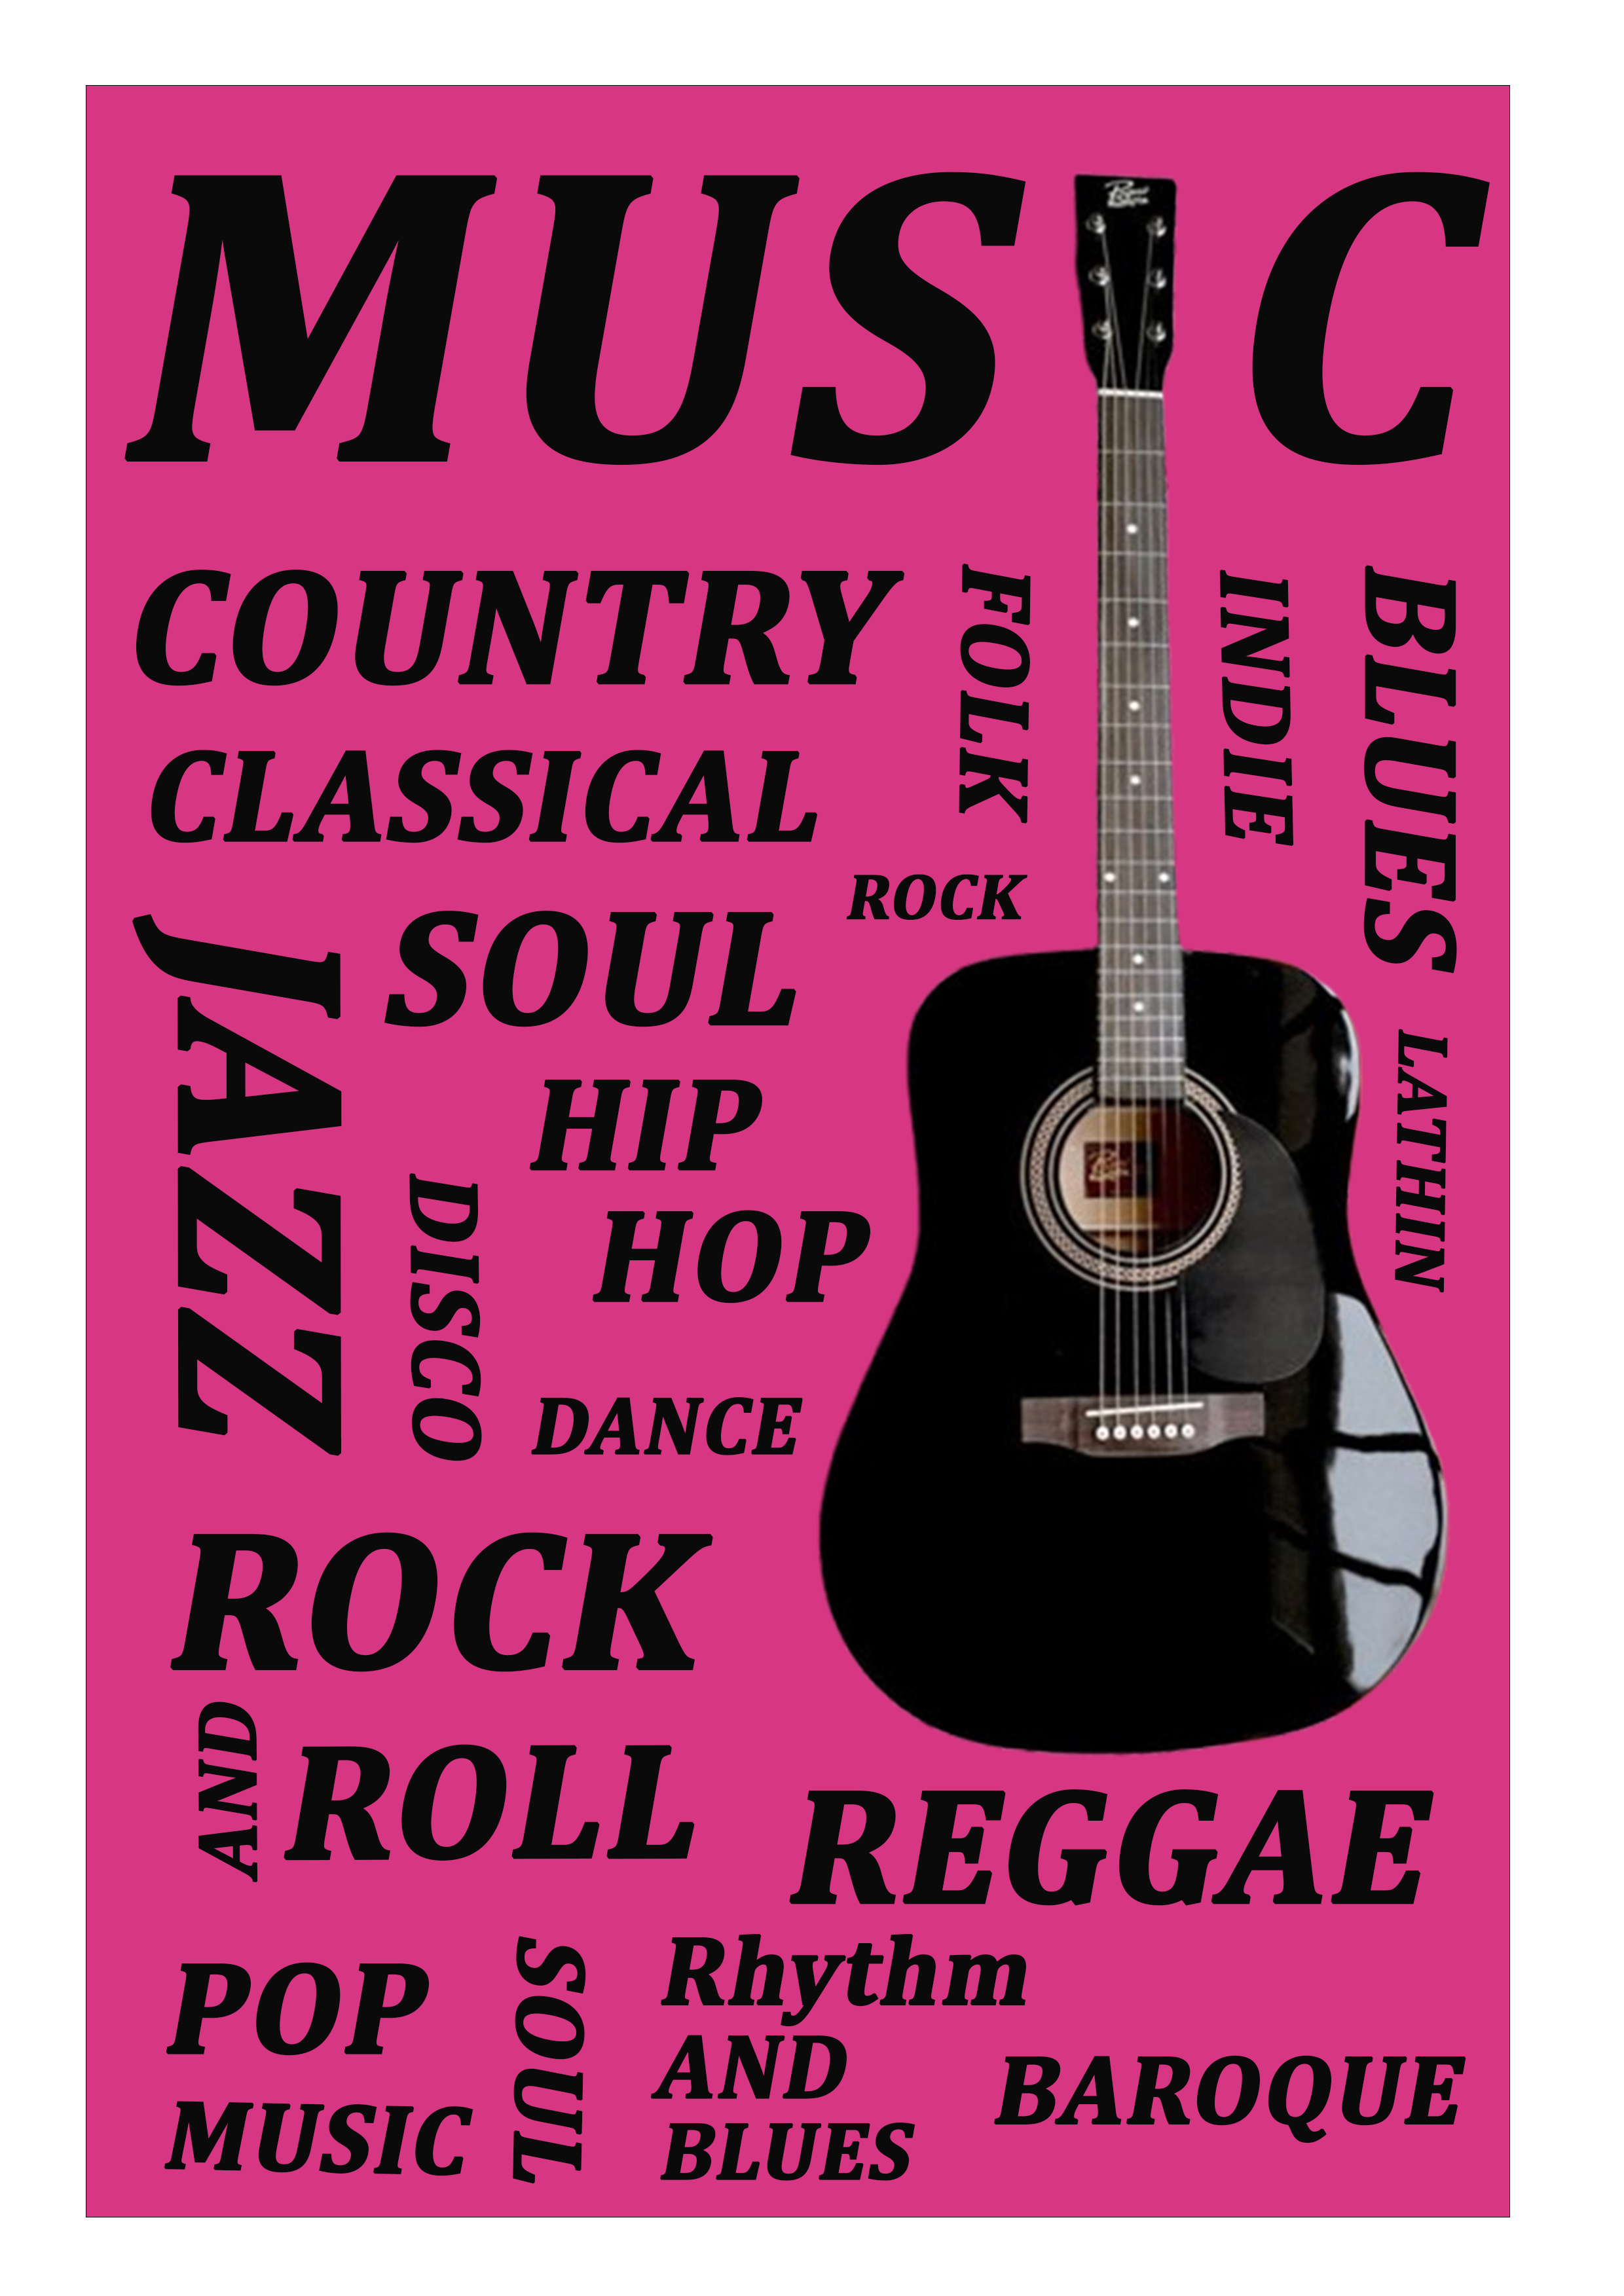 MUS C
COUNTRY
FOLK
INDIE
BLUES
CLASSICAL
ROCK
JAZZ
SOUL
LATHIN
HIP
HOP
DISCO
DANCE
ROCK
AND
ROLL
REGGAE
POP
MUSIC
SOUL
Rhythm
AND
BLUES
BAROQUE